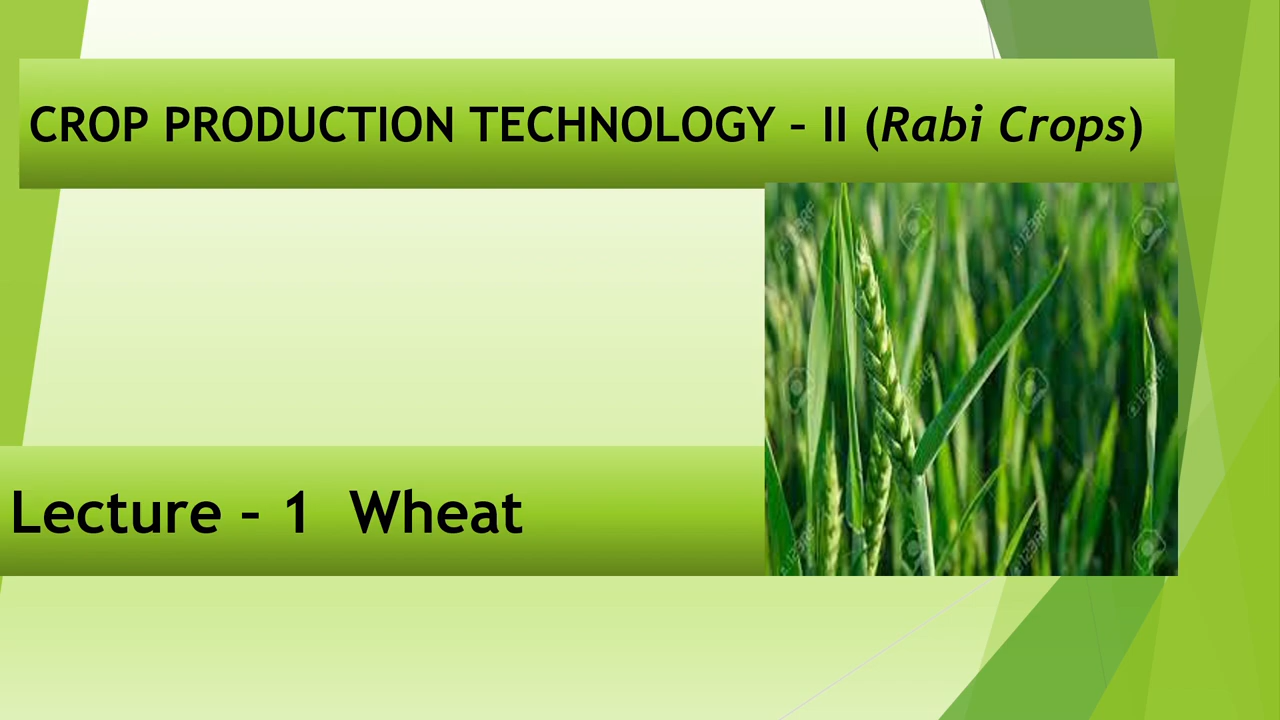 CROP PRODUCTION TECHNOLOGY – II (Rabi Crops)
Lecture – 1 Wheat